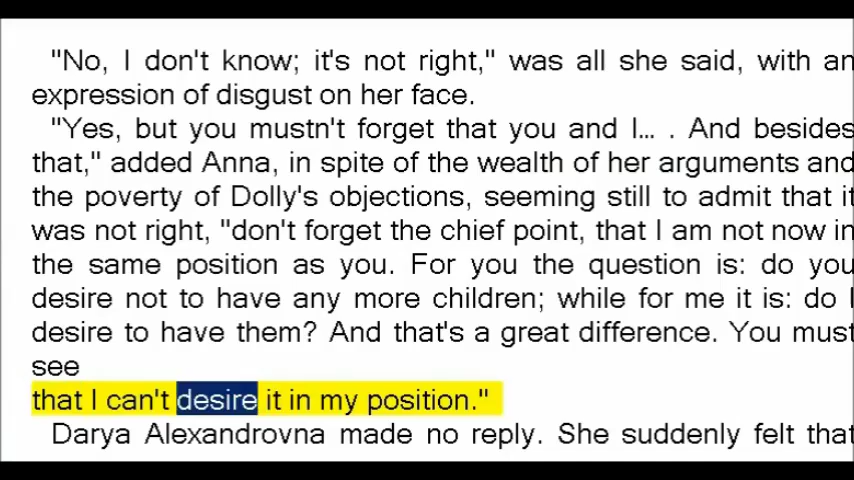 "No, I don't know; it's not right," was all she said, with an
expression of disgust on her face.
"Yes, but you mustn't forget that you and I... . And besides
that," added Anna, in spite of the wealth of her arguments and
the poverty of Dolly's objections, seeming still to admit that it
was not right, "don't forget the chief point, that I am not now in
the same position as you. For you the question is: do you
desire not to have any more children; while for me it is: do I
desire to have them? And that's a great difference. You must
see
that I can't desire it in my position."
Darya Alexandrovna made no reply. She suddenly felt that